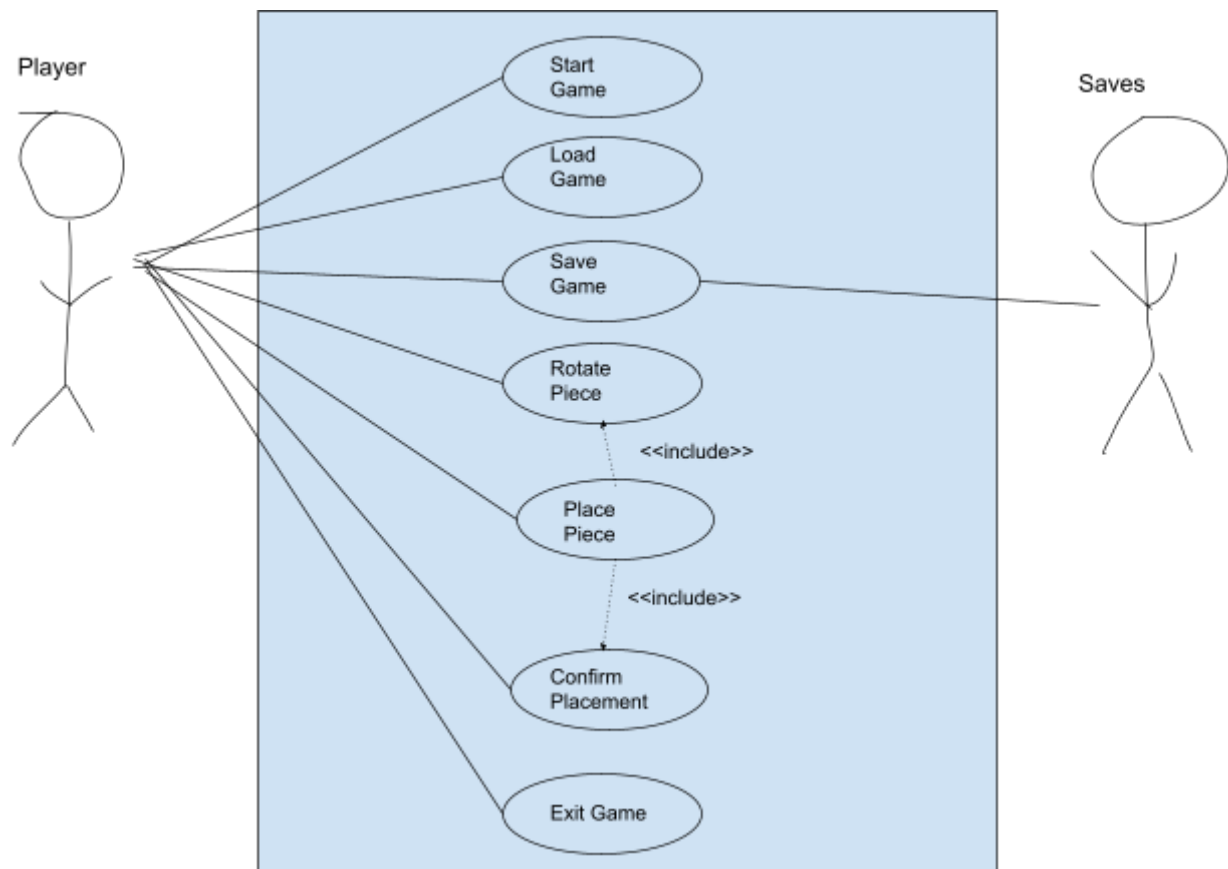 Player
Saves
Start
Game
Load
Game
Save
Game
Rotate
Piece
<<include>>
Place
Piece
<<include>>
Confirm
Placement
Exit Game